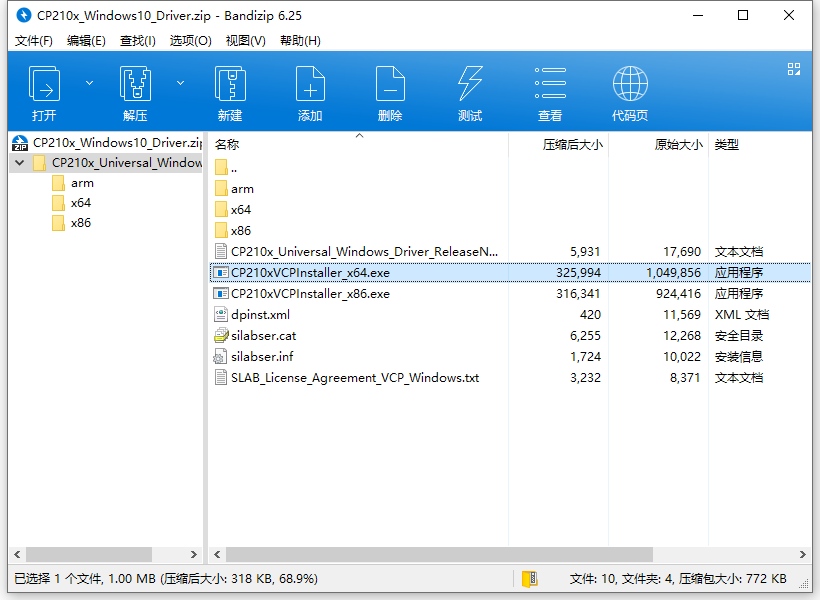 CP210x_Windows10_Driver.zip - Bandizip 6.25
文件(F) 编辑(E) 查找(I) 选项(O) 视图(V) 帮助(H)
打开 解压 新建 添加 删除 测试 查看 代码页
CP210x_Windows10_Driver.zip
CP210x_Universal_Window
arm
x64
x86
名称 压缩后大小 原始大小 类型
..
arm
x64
x86
CP210x_Universal_Windows_Driver_ReleaseN... 5,931 17,690 文本文档
CP210xVCPInstaller_x64.exe 325,994 1,049,856 应用程序
CP210xVCPInstaller_x86.exe 316,341 924,416 应用程序
dpinst.xml 420 11,569 XML 文档
silabser.cat 6,255 12,268 安全目录
silabser.inf 1,724 10,022 安装信息
SLAB_License_Agreement_VCP_Windows.txt 3,232 8,371 文本文档
已选择 1 个文件, 1.00 MB (压缩后大小: 318 KB, 68.9%) 文件: 10, 文件夹: 4, 压缩包大小: 772 KB